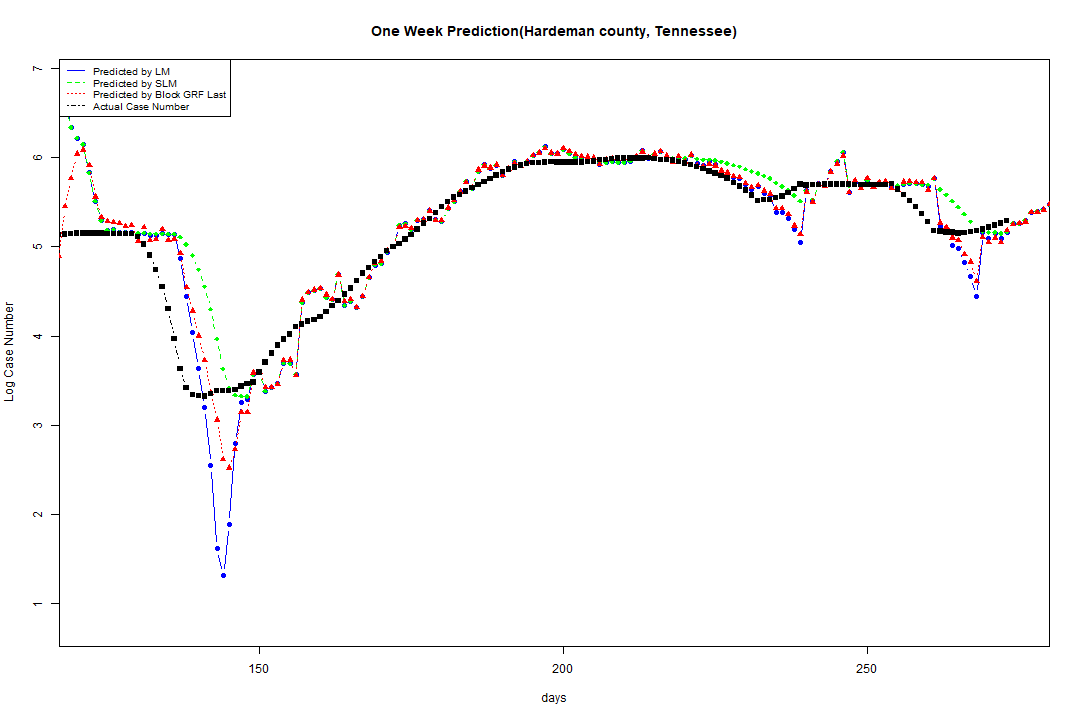 One Week Prediction(Hardeman county, Tennessee)
Predicted by LM
Predicted by SLM
Predicted by Block GRF Last
Actual Case Number
7
6
5
4
3
2
1
Log Case Number
150
200
250
days